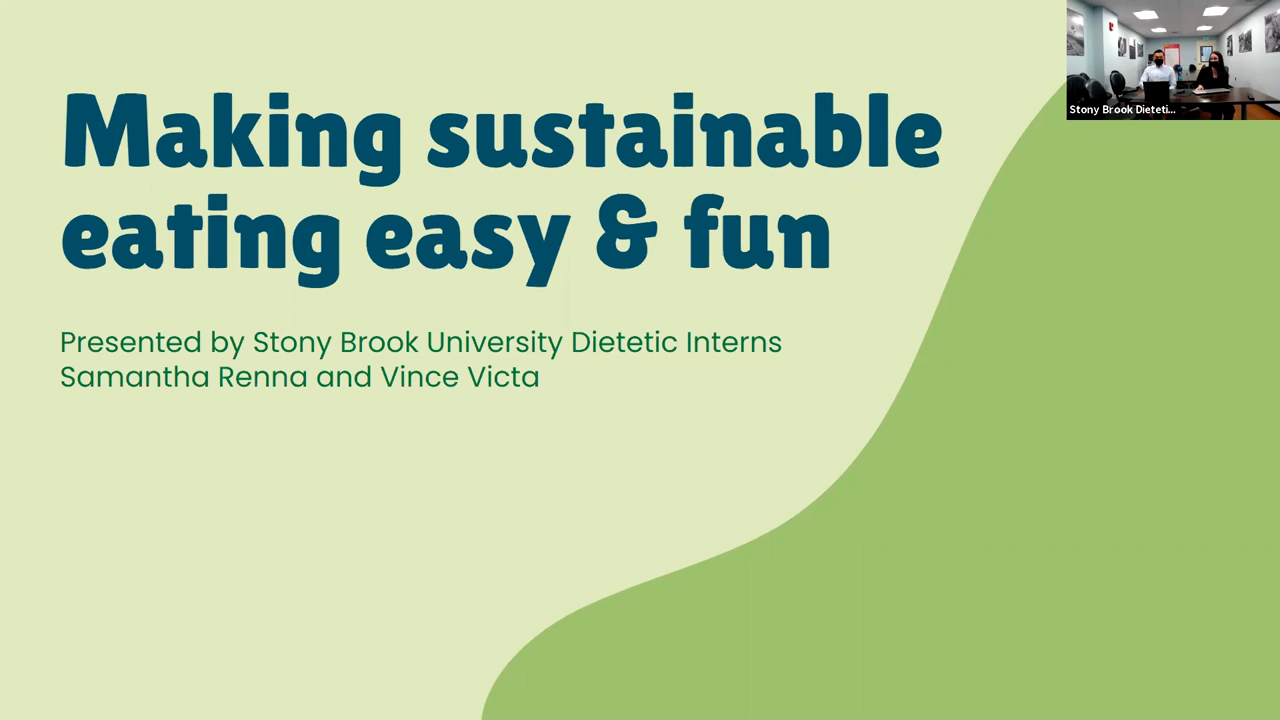 Making sustainable
eating easy & fun
Presented by Stony Brook University Dietetic Interns
Samantha Renna and Vince Victa
Stony Brook Dieteti...